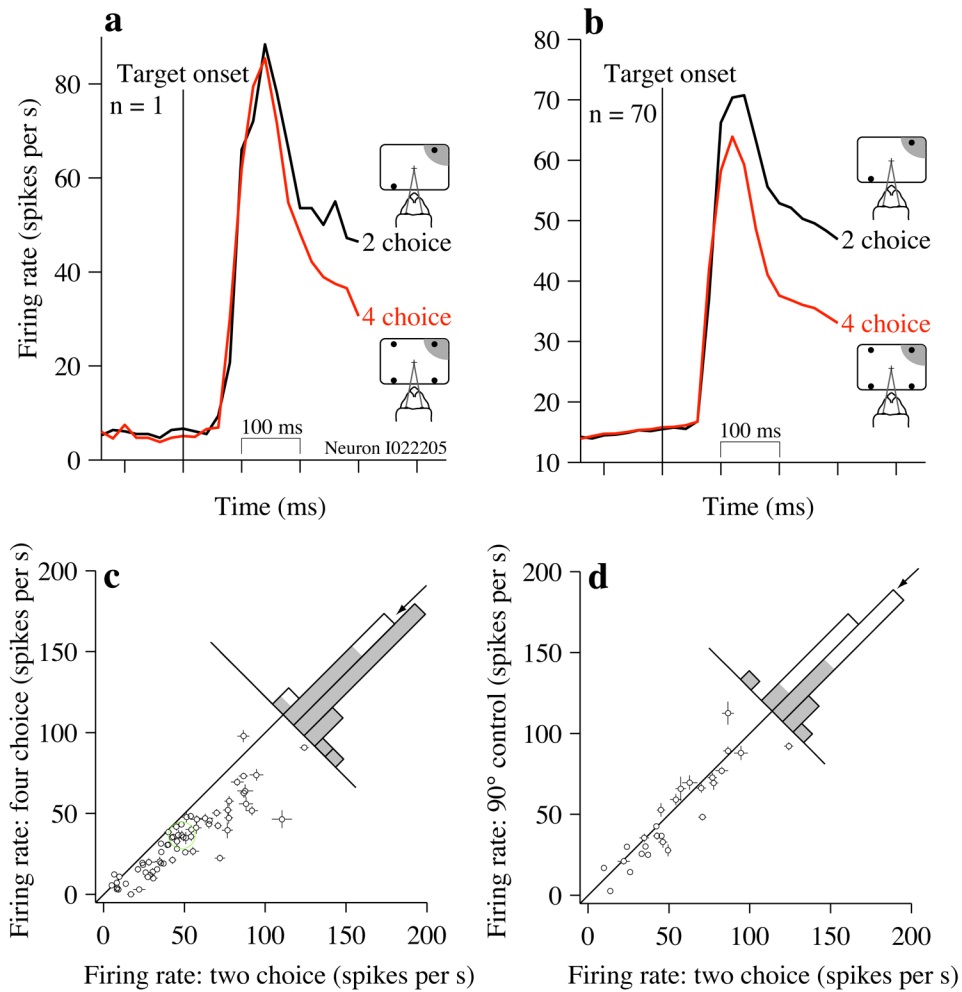 a
Firing rate (spikes per s)
80
60
40
20
0
Target onset
n = 1
2 choice
4 choice
100 ms
Neuron I022205
Time (ms)
b
80
70
60
50
40
30
20
10
Target onset
n = 70
2 choice
4 choice
100 ms
Time (ms)
c
Firing rate: four choice (spikes per s)
200
150
100
50
0
0 50 100 150 200
Firing rate: two choice (spikes per s)
d
Firing rate: 90° control (spikes per s)
200
150
100
50
0
0 50 100 150 200
Firing rate: two choice (spikes per s)